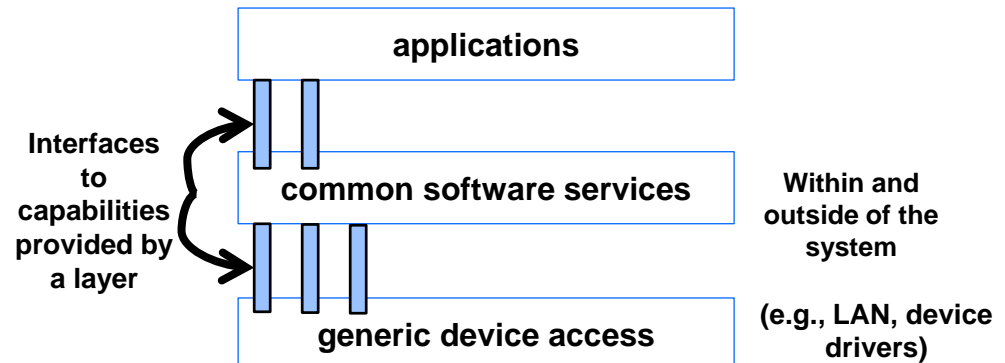 applications
Interfaces
to
capabilities
provided by
a layer
common software services
Within and
outside of the
system
generic device access
(e.g., LAN, device
drivers)